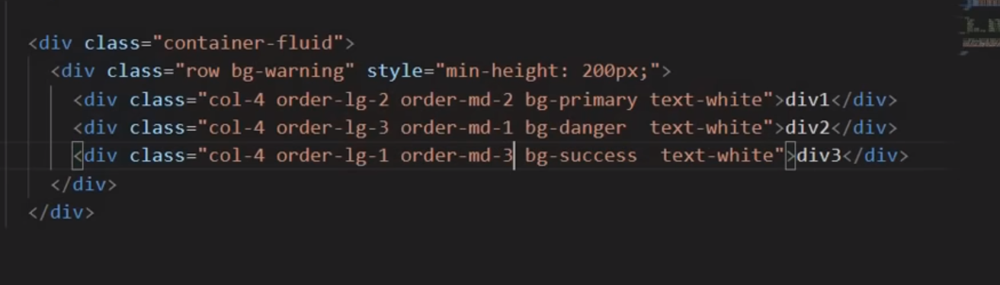 <div class="container-fluid">
<div class="row bg-warning" style="min-height: 200px;">
<div class="col-4 order-lg-2 order-md-2 bg-primary text-white">div1</div>
<div class="col-4 order-lg-3 order-md-1 bg-danger  text-white">div2</div>
<div class="col-4 order-lg-1 order-md-3 bg-success  text-white">div3</div>
</div>
</div>